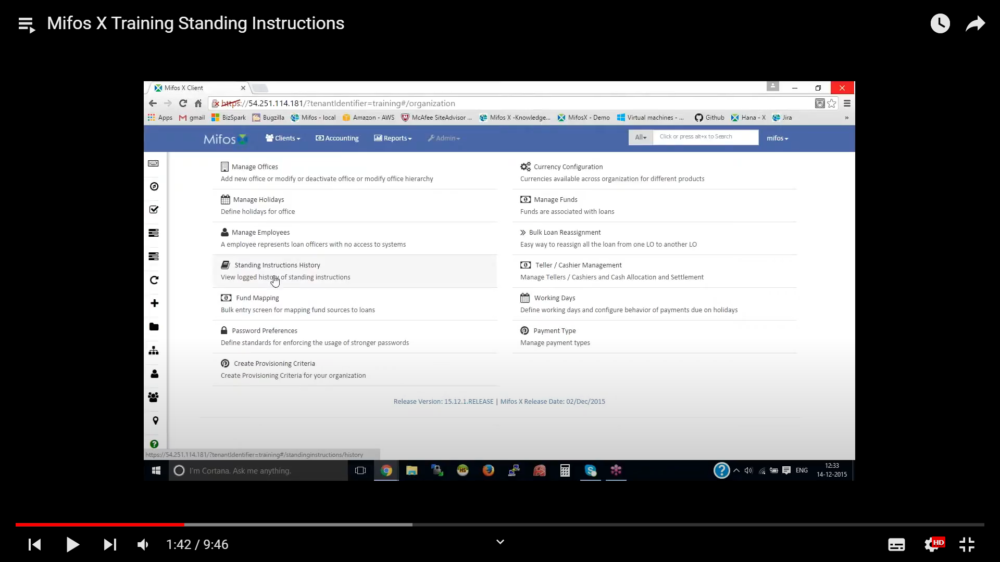 Mifos X Training Standing Instructions
Mifos X Client
https://54.251.114.181/?tenantIdentifier=training#/organization
Apps gmail BizSpark Bugzilla Mifos - local Amazon - AWS McAfee SiteAdvisor ... Mifos X -Knowledge... MifosX - Demo Virtual machines - ... Github Hana - X Jira »
Mifos Clients Accounting Reports Admin All Click or press alt+x to Search mifos
Manage Offices
Add new office or modify or deactivate office or modify office hierarchy
Currency Configuration
Currencies available across organization for different products
Manage Holidays
Define holidays for office
Manage Funds
Funds are associated with loans
Manage Employees
A employee represents loan officers with no access to systems
Bulk Loan Reassignment
Easy way to reassign all the loan from one LO to another LO
Standing Instructions History
View logged history of standing instructions
Teller / Cashier Management
Manage Tellers / Cashiers and Cash Allocation and Settlement
Fund Mapping
Bulk entry screen for mapping fund sources to loans
Working Days
Define working days and configure behavior of payments due on holidays
Password Preferences
Define standards for enforcing the usage of stronger passwords
Payment Type
Manage payment types
Create Provisioning Criteria
Create Provisioning Criteria for your organization
Release Version: 15.12.1.RELEASE | Mifos X Release Date: 02/Dec/2015
https://54.251.114.181/?tenantIdentifier=training#/standinginstructions/history
I'm Cortana. Ask me anything.
HS
ENG
12:33
14-12-2015
1:42 / 9:46
HD